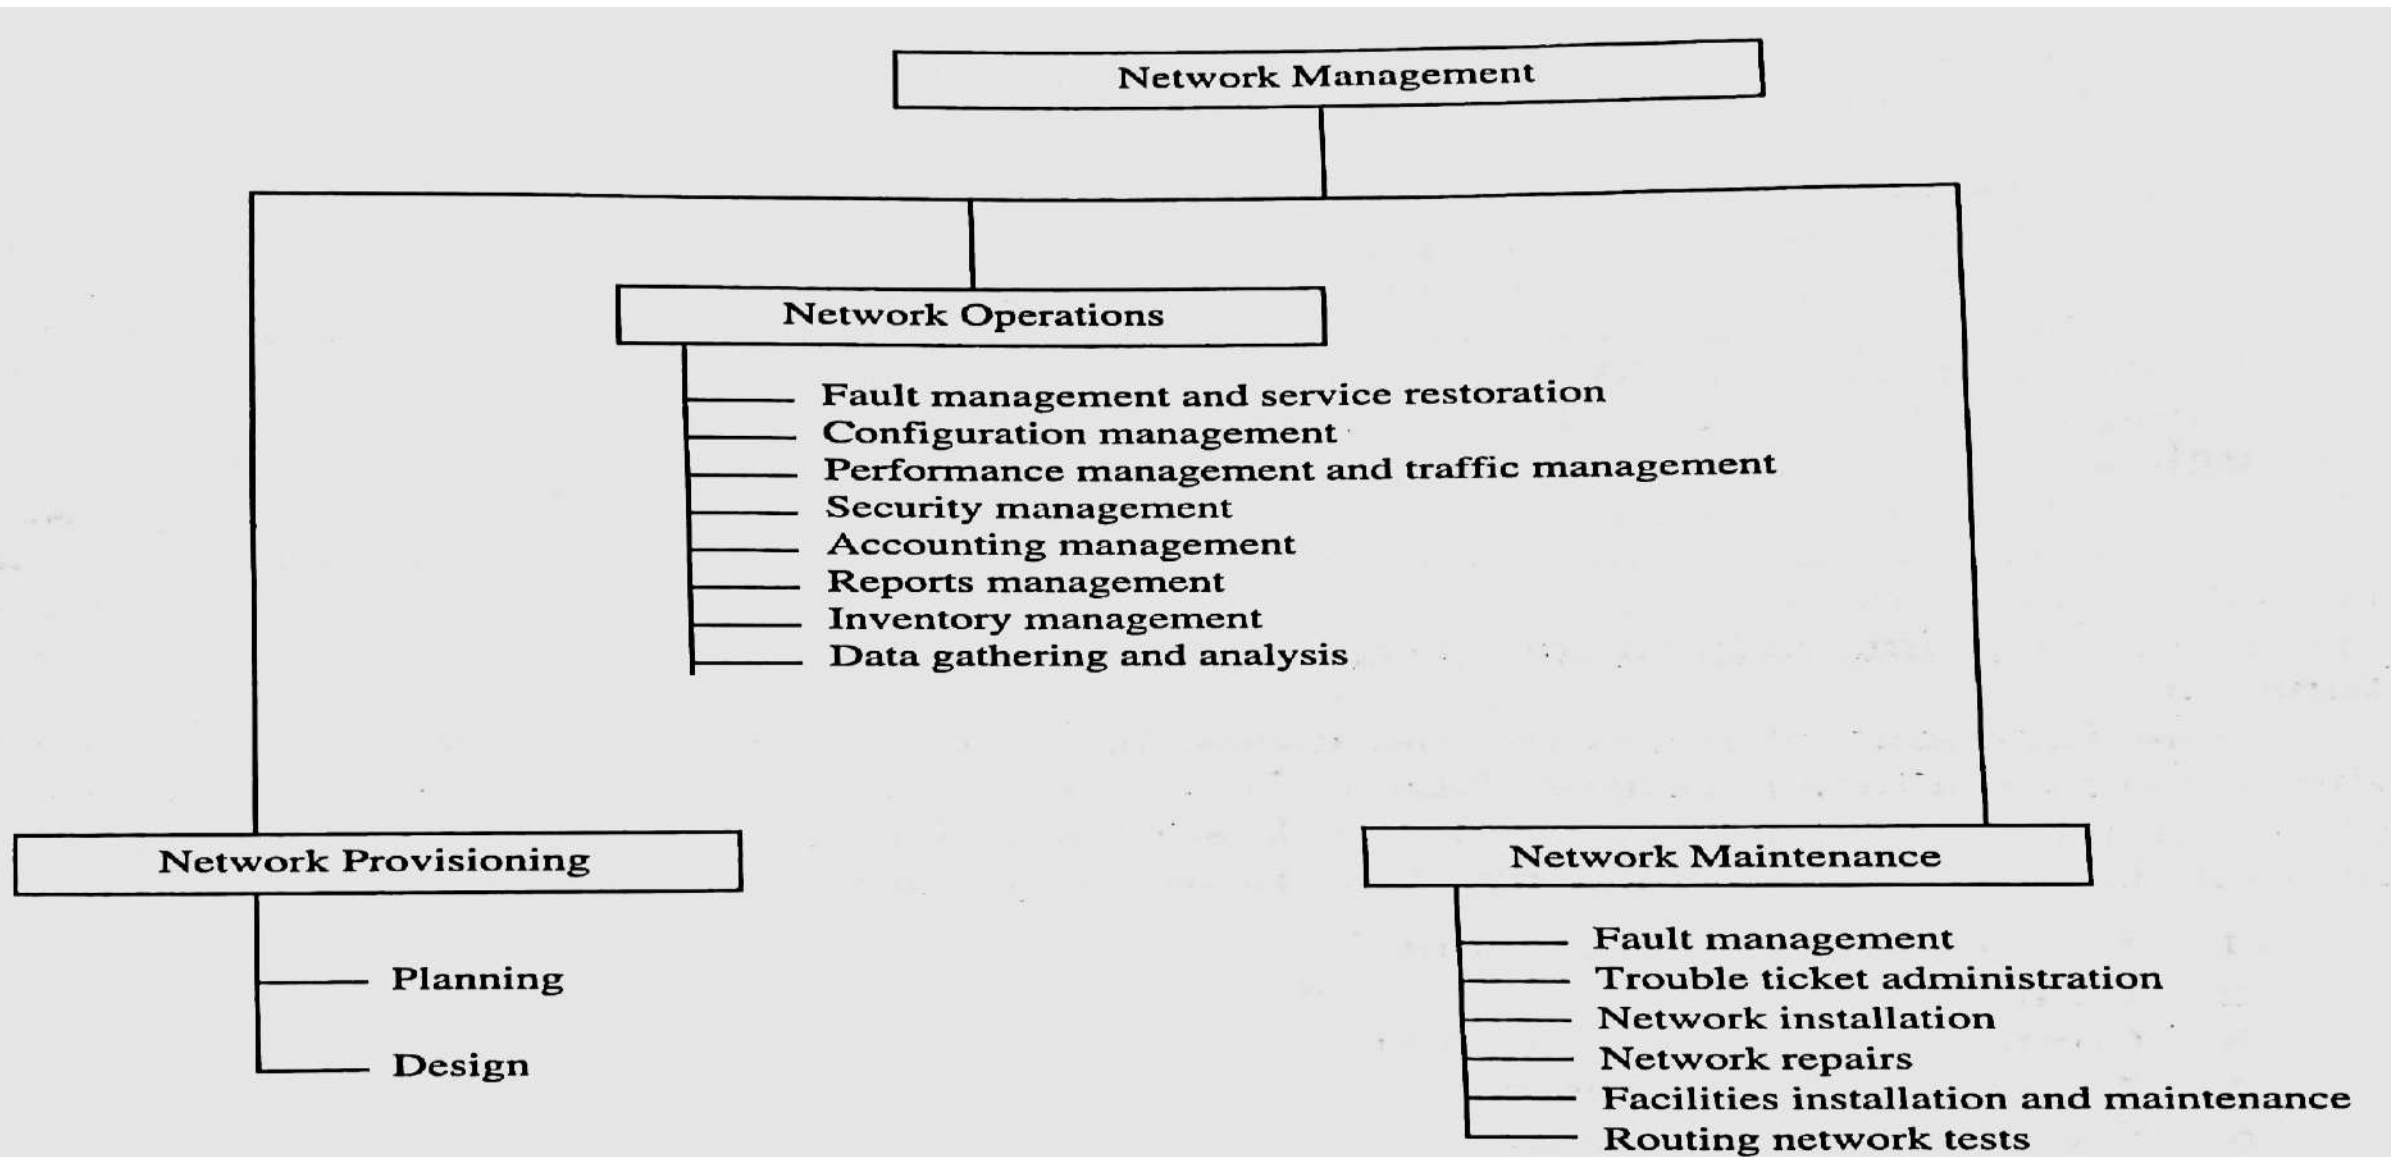 Network Management
Network Operations
Fault management and service restoration
Configuration management
Performance management and traffic management
Security management
Accounting management
Reports management
Inventory management
Data gathering and analysis
Network Provisioning
Planning
Design
Network Maintenance
Fault management
Trouble ticket administration
Network installation
Network repairs
Facilities installation and maintenance
Routing network tests